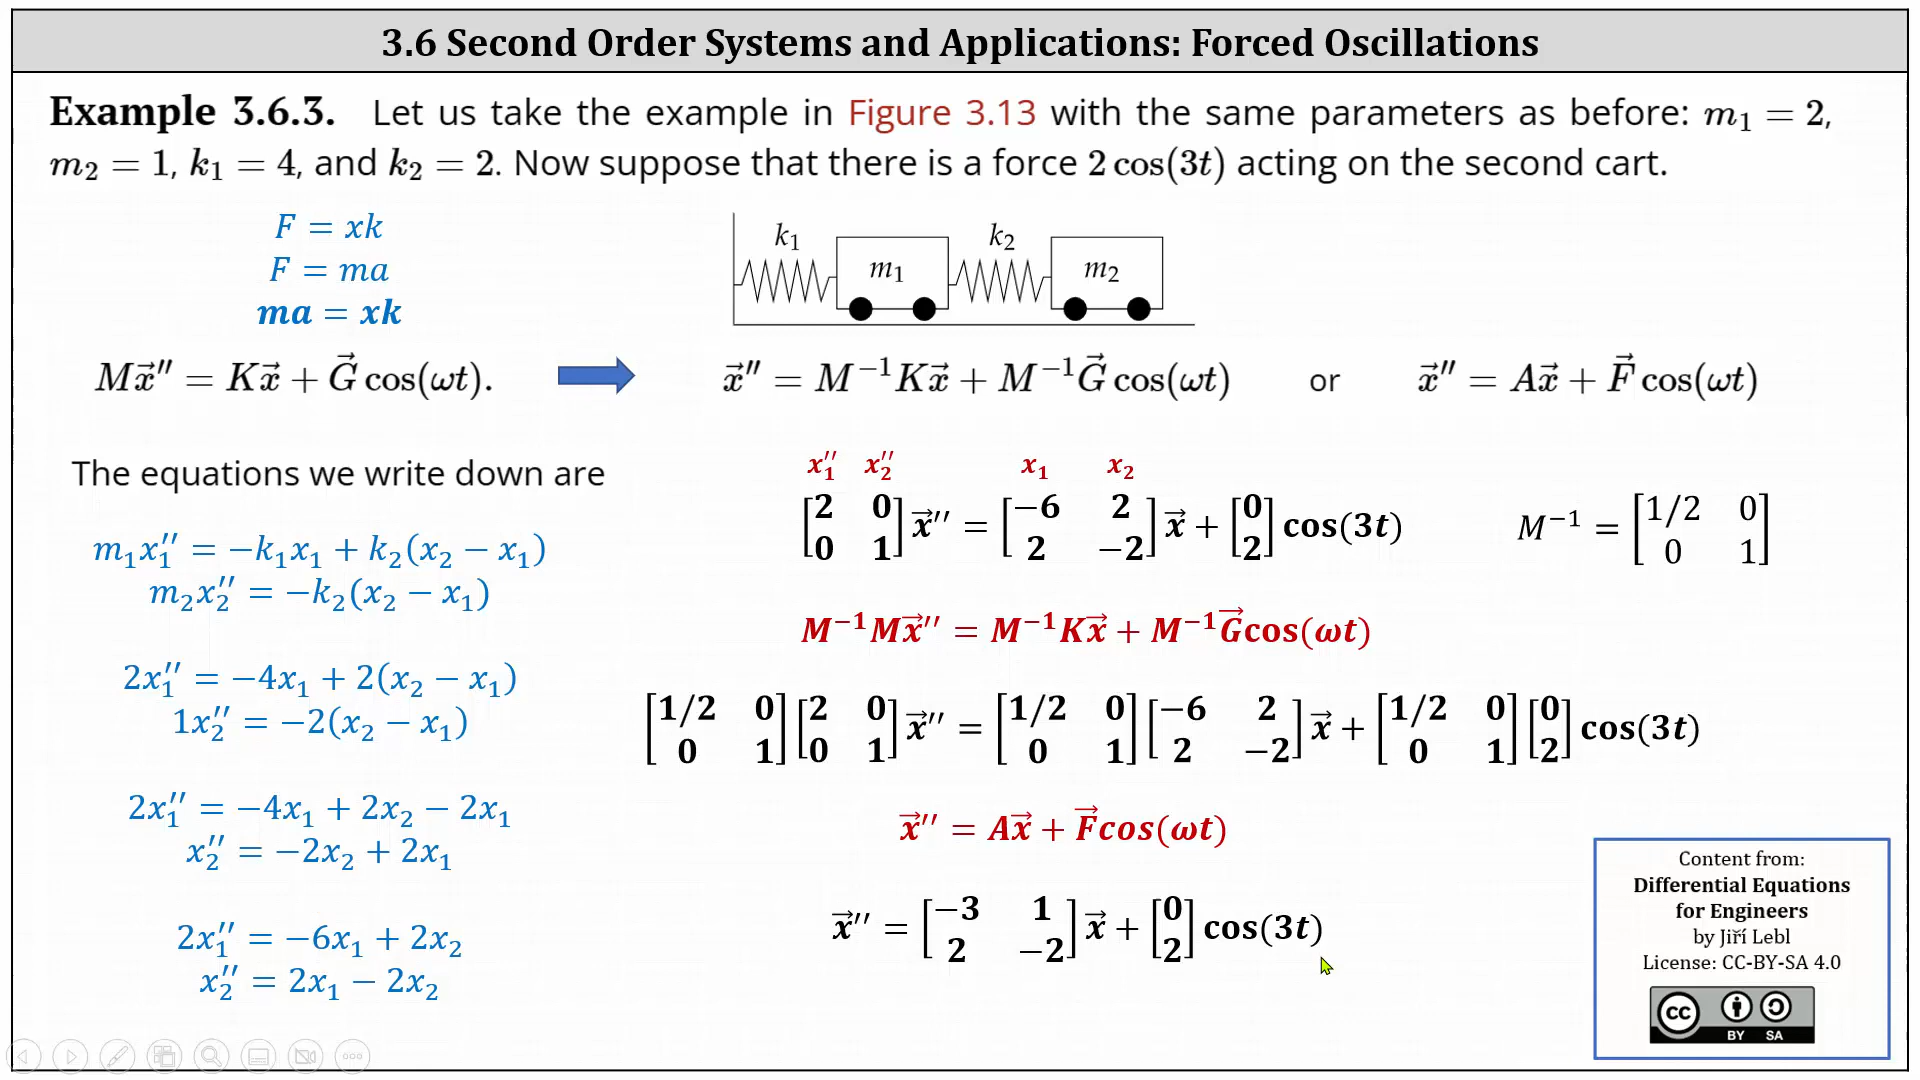 3.6 Second Order Systems and Applications: Forced Oscillations
Example 3.6.3. Let us take the example in Figure 3.13 with the same parameters as before: m₁ = 2,
m₂ = 1, k₁ = 4, and k₂ = 2. Now suppose that there is a force 2 cos(3t) acting on the second cart.
F = xk
F = ma
ma = xk
k₁ m₁ k₂ m₂
Mx⃗″ = Kx⃗ + G⃗ cos(ωt). x⃗″ = M⁻¹Kx⃗ + M⁻¹G⃗ cos(ωt) or x⃗″ = Ax⃗ + F⃗ cos(ωt)
The equations we write down are
m₁x₁″ = −k₁x₁ + k₂(x₂ − x₁)
m₂x₂″ = −k₂(x₂ − x₁)
2x₁″ = −4x₁ + 2(x₂ − x₁)
1x₂″ = −2(x₂ − x₁)
2x₁″ = −4x₁ + 2x₂ − 2x₁
x₂″ = −2x₂ + 2x₁
2x₁″ = −6x₁ + 2x₂
x₂″ = 2x₁ − 2x₂
x₁″ x₂″ x₁ x₂
[2 0; 0 1] x⃗″ = [−6 2; 2 −2] x⃗ + [0; 2] cos(3t) M⁻¹ = [1/2 0; 0 1]
M⁻¹Mx⃗″ = M⁻¹Kx⃗ + M⁻¹G⃗cos(ωt)
[1/2 0; 0 1] [2 0; 0 1] x⃗″ = [1/2 0; 0 1] [−6 2; 2 −2] x⃗ + [1/2 0; 0 1] [0; 2] cos(3t)
x⃗″ = Ax⃗ + F⃗cos(ωt)
x⃗″ = [−3 1; 2 −2] x⃗ + [0; 2] cos(3t)
Content from:
Differential Equations
for Engineers
by Jiří Lebl
License: CC-BY-SA 4.0
cc
BY SA